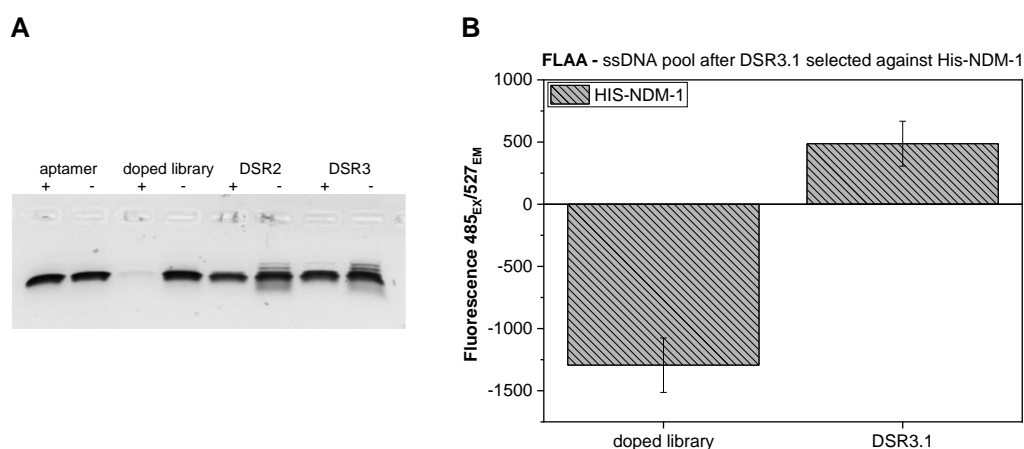 A
aptamer doped library DSR2 DSR3
+ - + - + - + -
B
FLAA - ssDNA pool after DSR3.1 selected against His-NDM-1
HIS-NDM-1
1000
500
0
-500
-1000
-1500
Fluorescence 485EX/527EM
doped library DSR3.1